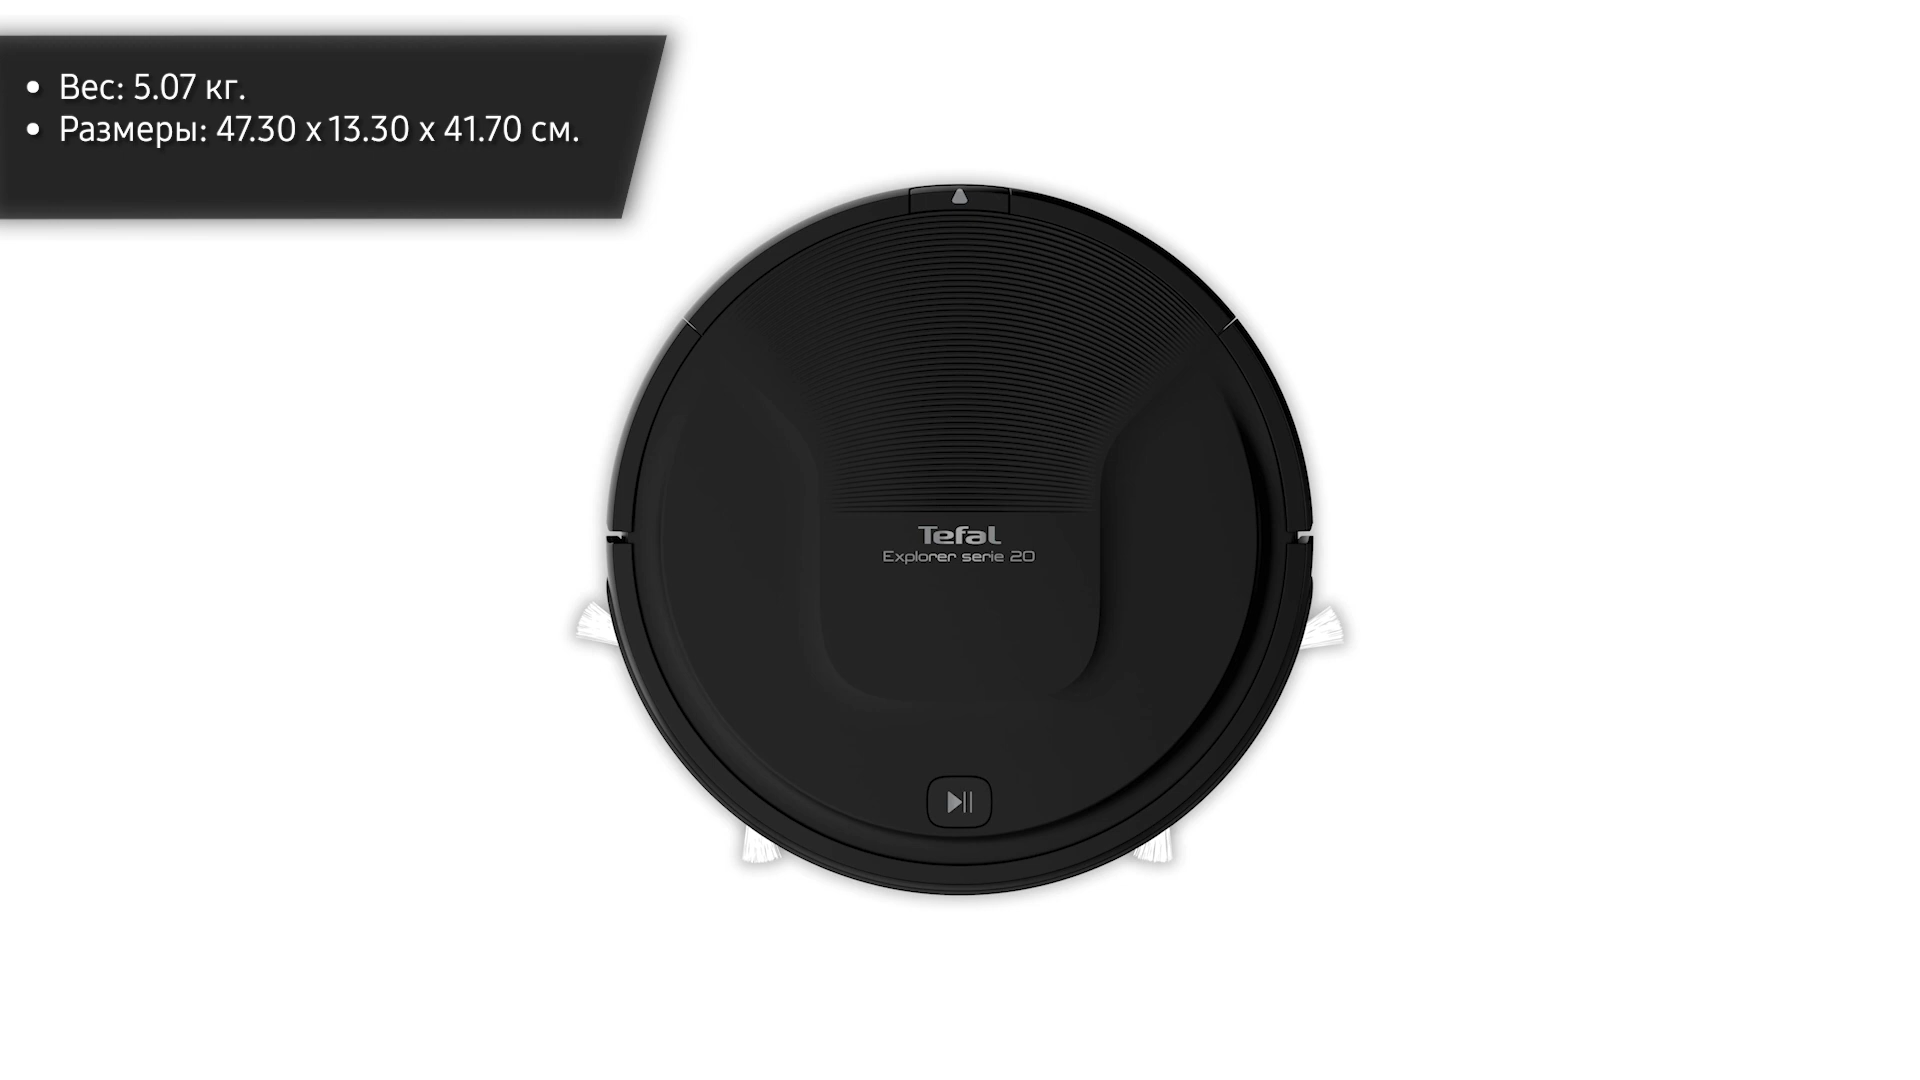 • Вес: 5.07 кг.
• Размеры: 47.30 x 13.30 x 41.70 см.
Tefal
Explorer serie 20